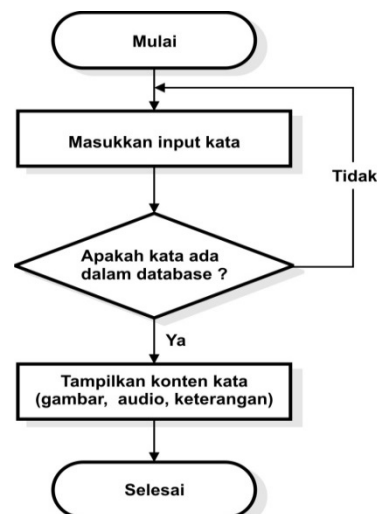 Mulai
Masukkan input kata
Tidak
Apakah kata ada
dalam database ?
Ya
Tampilkan konten kata
(gambar, audio, keterangan)
Selesai